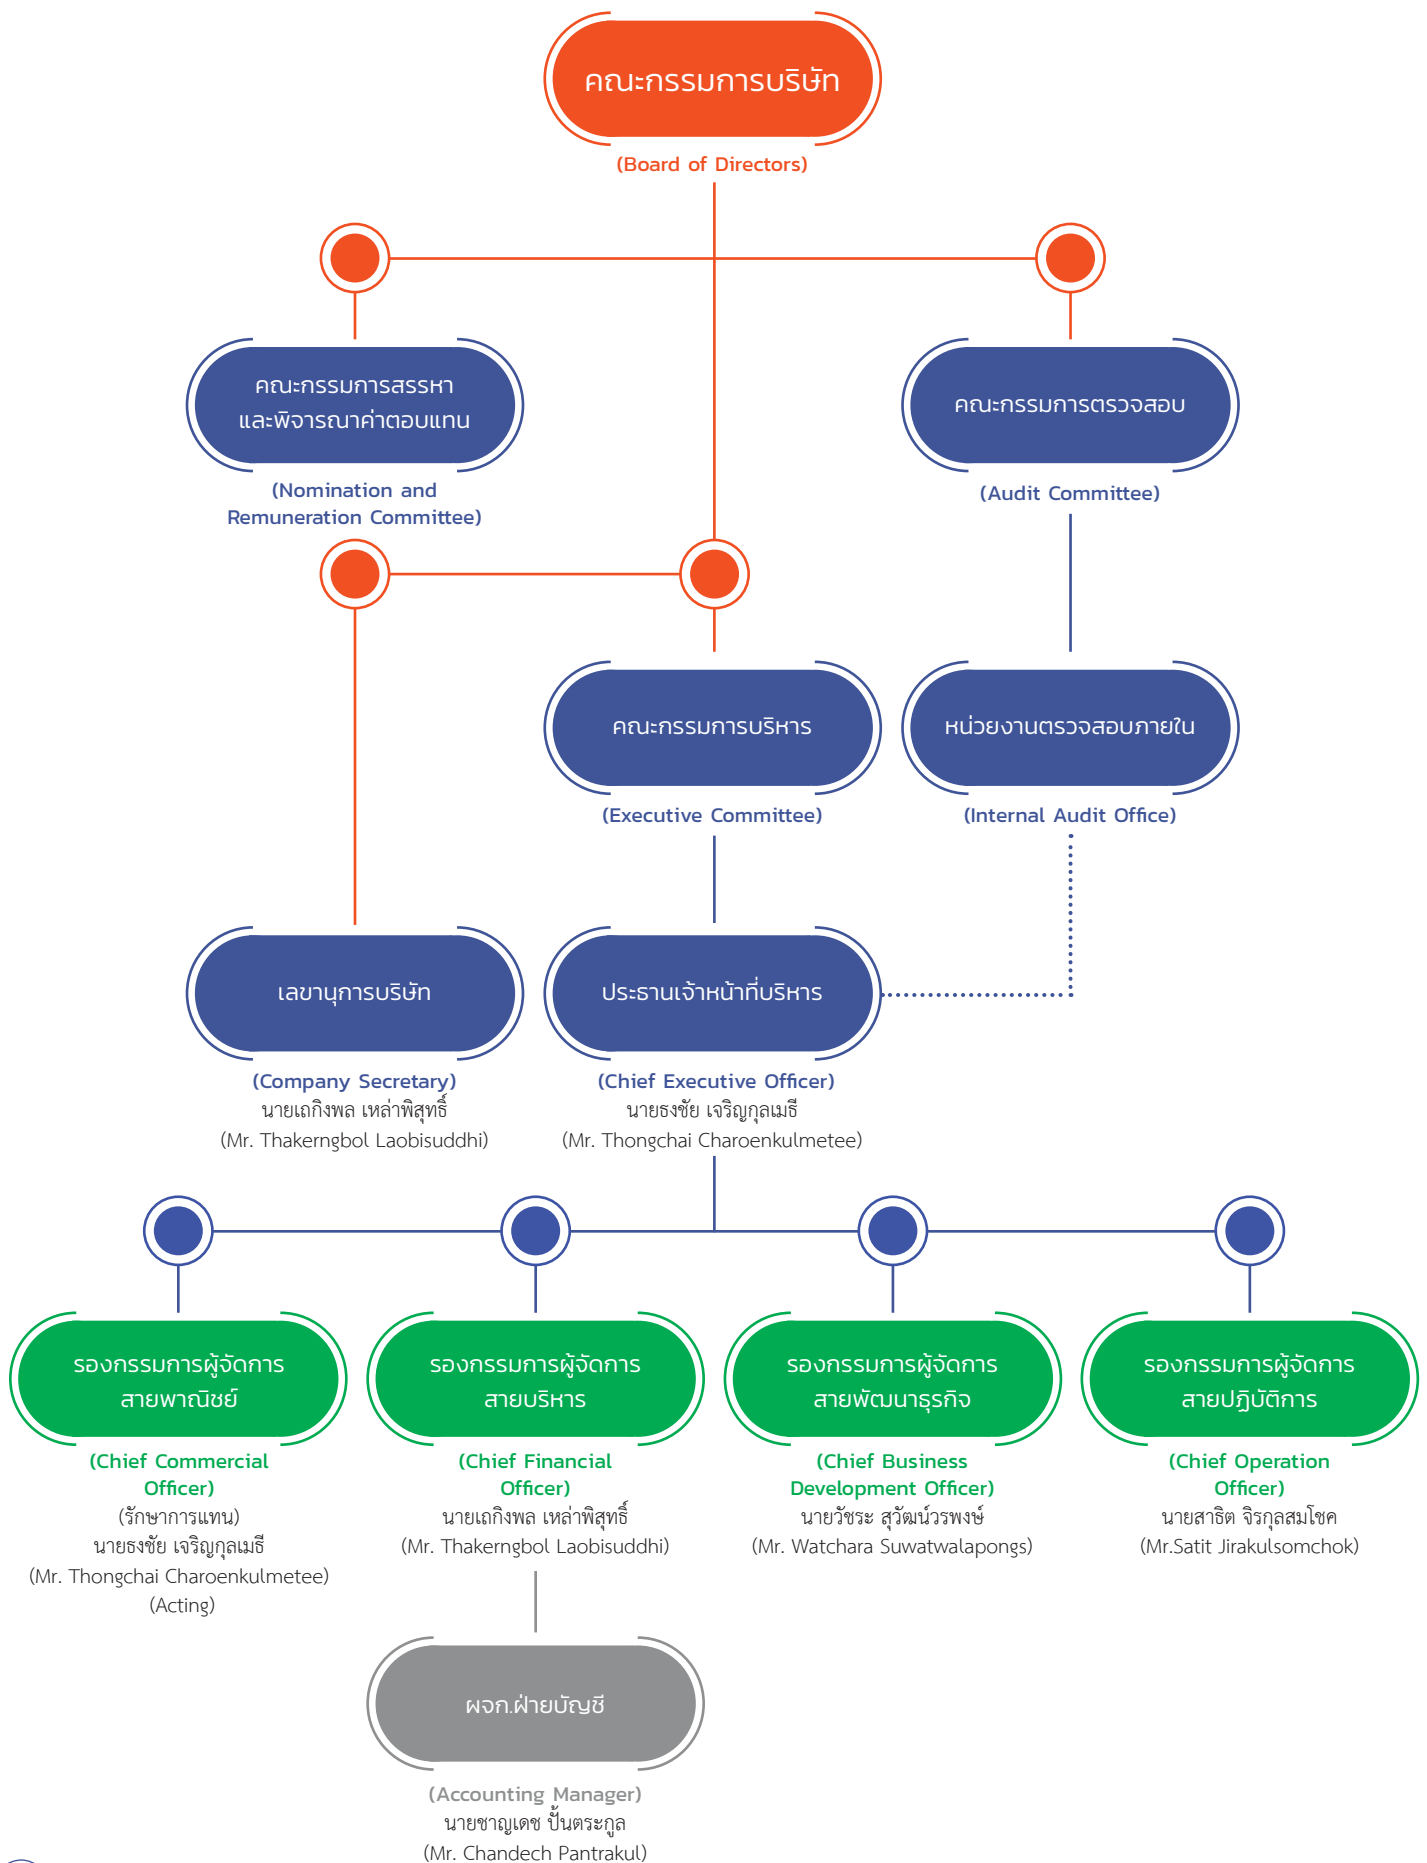 คณะกรรมการบริษัท
(Board of Directors)
คณะกรรมการสรรหา
และพิจารณาค่าตอบแทน
(Nomination and
Remuneration Committee)
คณะกรรมการตรวจสอบ
(Audit Committee)
คณะกรรมการบริหาร
(Executive Committee)
หน่วยงานตรวจสอบภายใน
(Internal Audit Office)
เลขานุการบริษัท
(Company Secretary)
นายเถกิงพล เหล่าพิสุทธิ์
(Mr. Thakerngbol Laobisuddhi)
ประธานเจ้าหน้าที่บริหาร
(Chief Executive Officer)
นายธงชัย เจริญกุลเมธี
(Mr. Thongchai Charoenkulmetee)
รองกรรมการผู้จัดการ
สายพาณิชย์
(Chief Commercial
Officer)
(รักษาการแทน)
นายธงชัย เจริญกุลเมธี
(Mr. Thongchai Charoenkulmetee)
(Acting)
รองกรรมการผู้จัดการ
สายบริหาร
(Chief Financial
Officer)
นายเถกิงพล เหล่าพิสุทธิ์
(Mr. Thakerngbol Laobisuddhi)
รองกรรมการผู้จัดการ
สายพัฒนาธุรกิจ
(Chief Business
Development Officer)
นายวัชระ สุวัฒน์วรพงษ์
(Mr. Watchara Suwatwalapongs)
รองกรรมการผู้จัดการ
สายปฏิบัติการ
(Chief Operation
Officer)
นายสาธิต จิรกุลสมโชค
(Mr.Satit Jirakulsomchok)
ผจก.ฝ่ายบัญชี
(Accounting Manager)
นายชาญเดช ปั้นตระกูล
(Mr. Chandech Pantrakul)